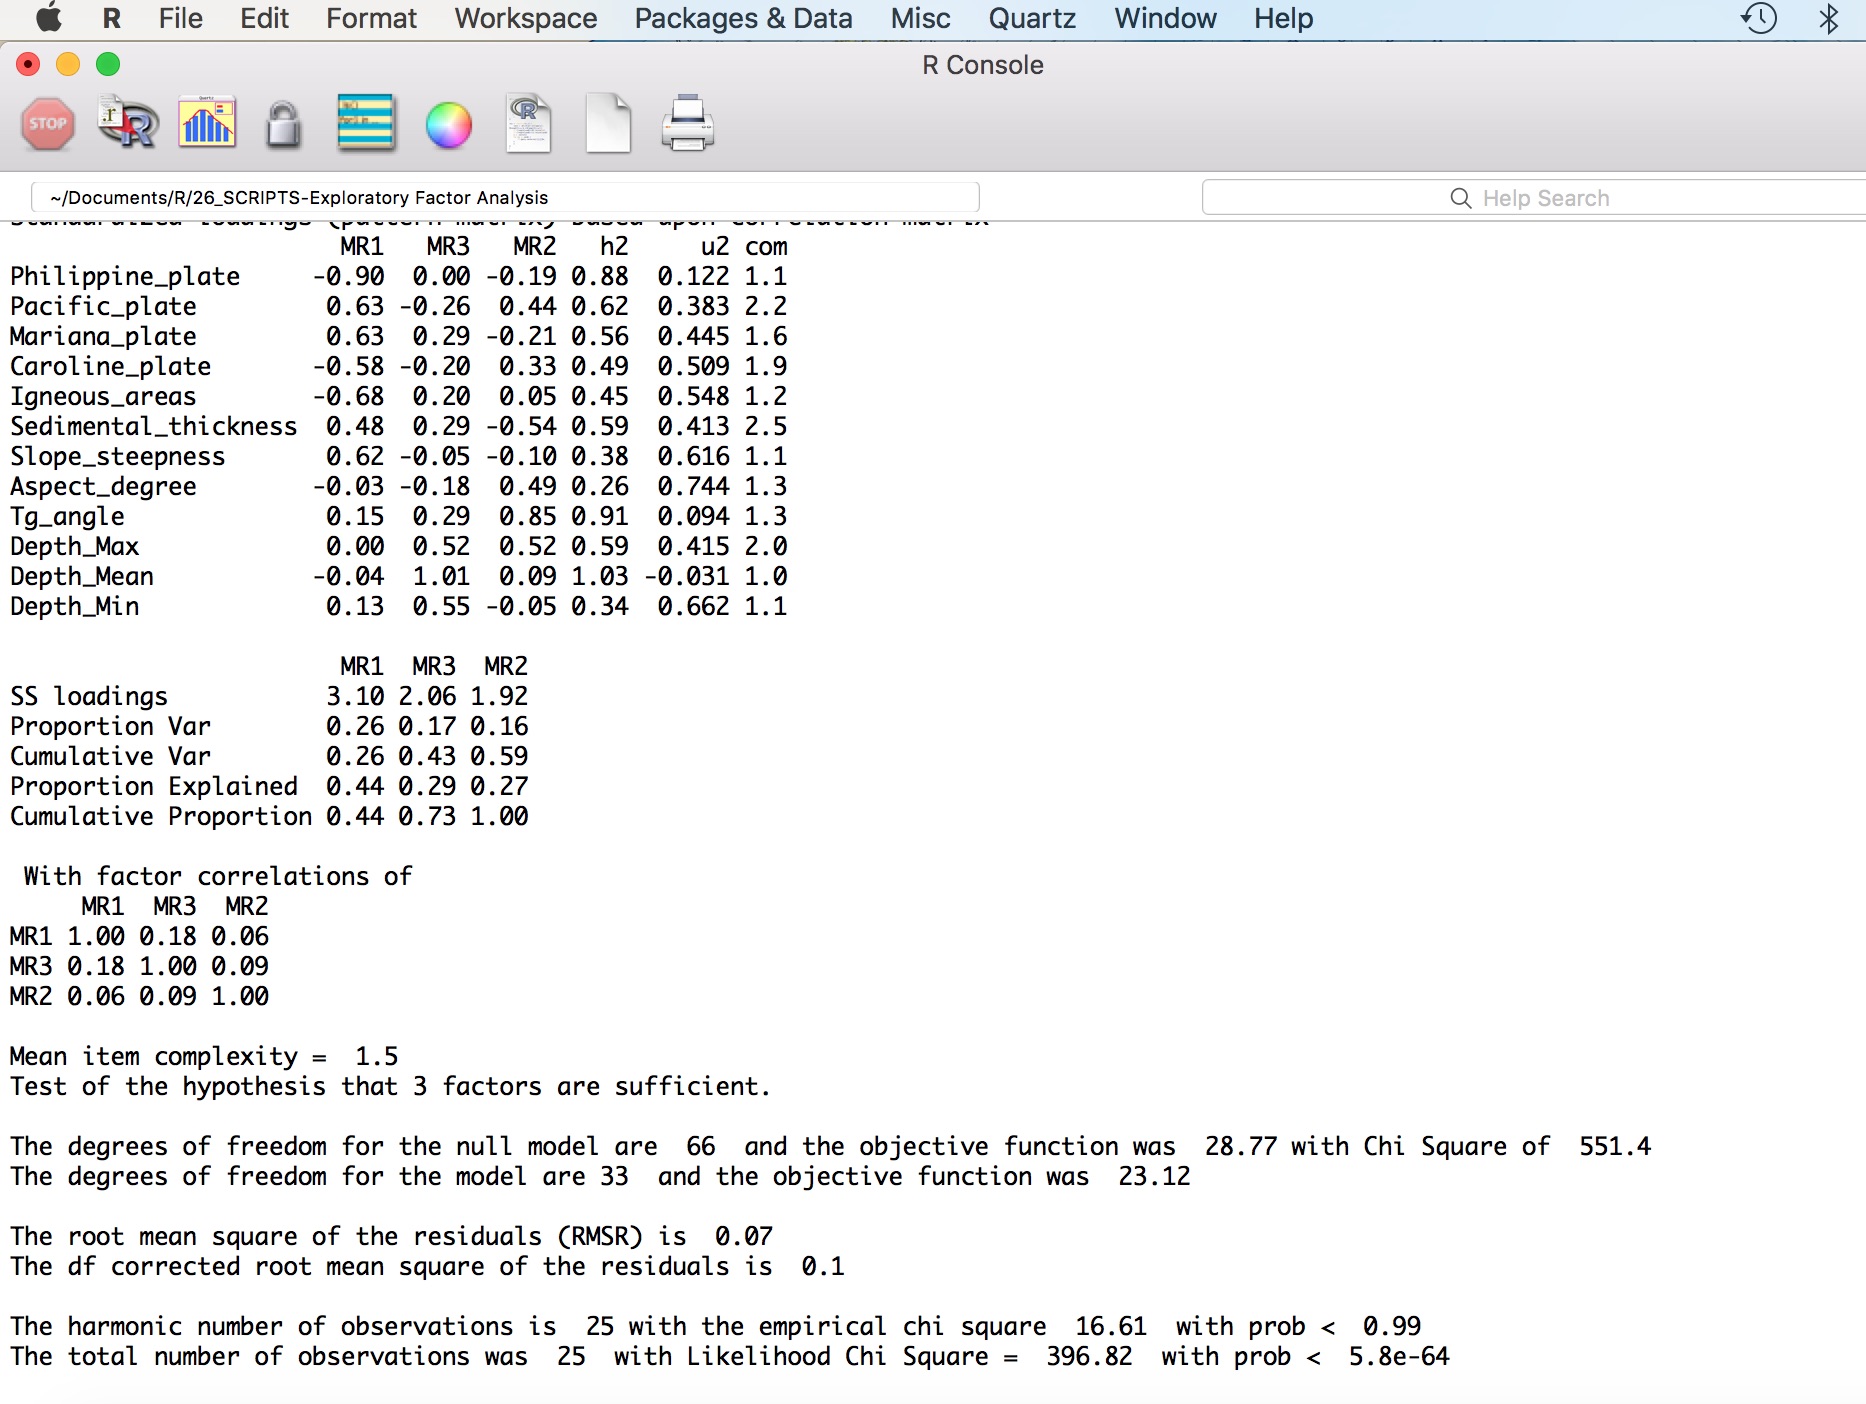 R File Edit Format Workspace Packages & Data Misc Quartz Window Help
R Console
STOP
~/Documents/R/26_SCRIPTS-Exploratory Factor Analysis
Help Search
Standardized loadings (pattern matrix) based upon correlation matrix
MR1 MR3 MR2 h2 u2 com
Philippine_plate -0.90 0.00 -0.19 0.88 0.122 1.1
Pacific_plate 0.63 -0.26 0.44 0.62 0.383 2.2
Mariana_plate 0.63 0.29 -0.21 0.56 0.445 1.6
Caroline_plate -0.58 -0.20 0.33 0.49 0.509 1.9
Igneous_areas -0.68 0.20 0.05 0.45 0.548 1.2
Sedimental_thickness 0.48 0.29 -0.54 0.59 0.413 2.5
Slope_steepness 0.62 -0.05 -0.10 0.38 0.616 1.1
Aspect_degree -0.03 -0.18 0.49 0.26 0.744 1.3
Tg_angle 0.15 0.29 0.85 0.91 0.094 1.3
Depth_Max 0.00 0.52 0.52 0.59 0.415 2.0
Depth_Mean -0.04 1.01 0.09 1.03 -0.031 1.0
Depth_Min 0.13 0.55 -0.05 0.34 0.662 1.1
MR1 MR3 MR2
SS loadings 3.10 2.06 1.92
Proportion Var 0.26 0.17 0.16
Cumulative Var 0.26 0.43 0.59
Proportion Explained 0.44 0.29 0.27
Cumulative Proportion 0.44 0.73 1.00
With factor correlations of
MR1 MR3 MR2
MR1 1.00 0.18 0.06
MR3 0.18 1.00 0.09
MR2 0.06 0.09 1.00
Mean item complexity = 1.5
Test of the hypothesis that 3 factors are sufficient.
The degrees of freedom for the null model are 66 and the objective function was 28.77 with Chi Square of 551.4
The degrees of freedom for the model are 33 and the objective function was 23.12
The root mean square of the residuals (RMSR) is 0.07
The df corrected root mean square of the residuals is 0.1
The harmonic number of observations is 25 with the empirical chi square 16.61 with prob < 0.99
The total number of observations was 25 with Likelihood Chi Square = 396.82 with prob < 5.8e-64